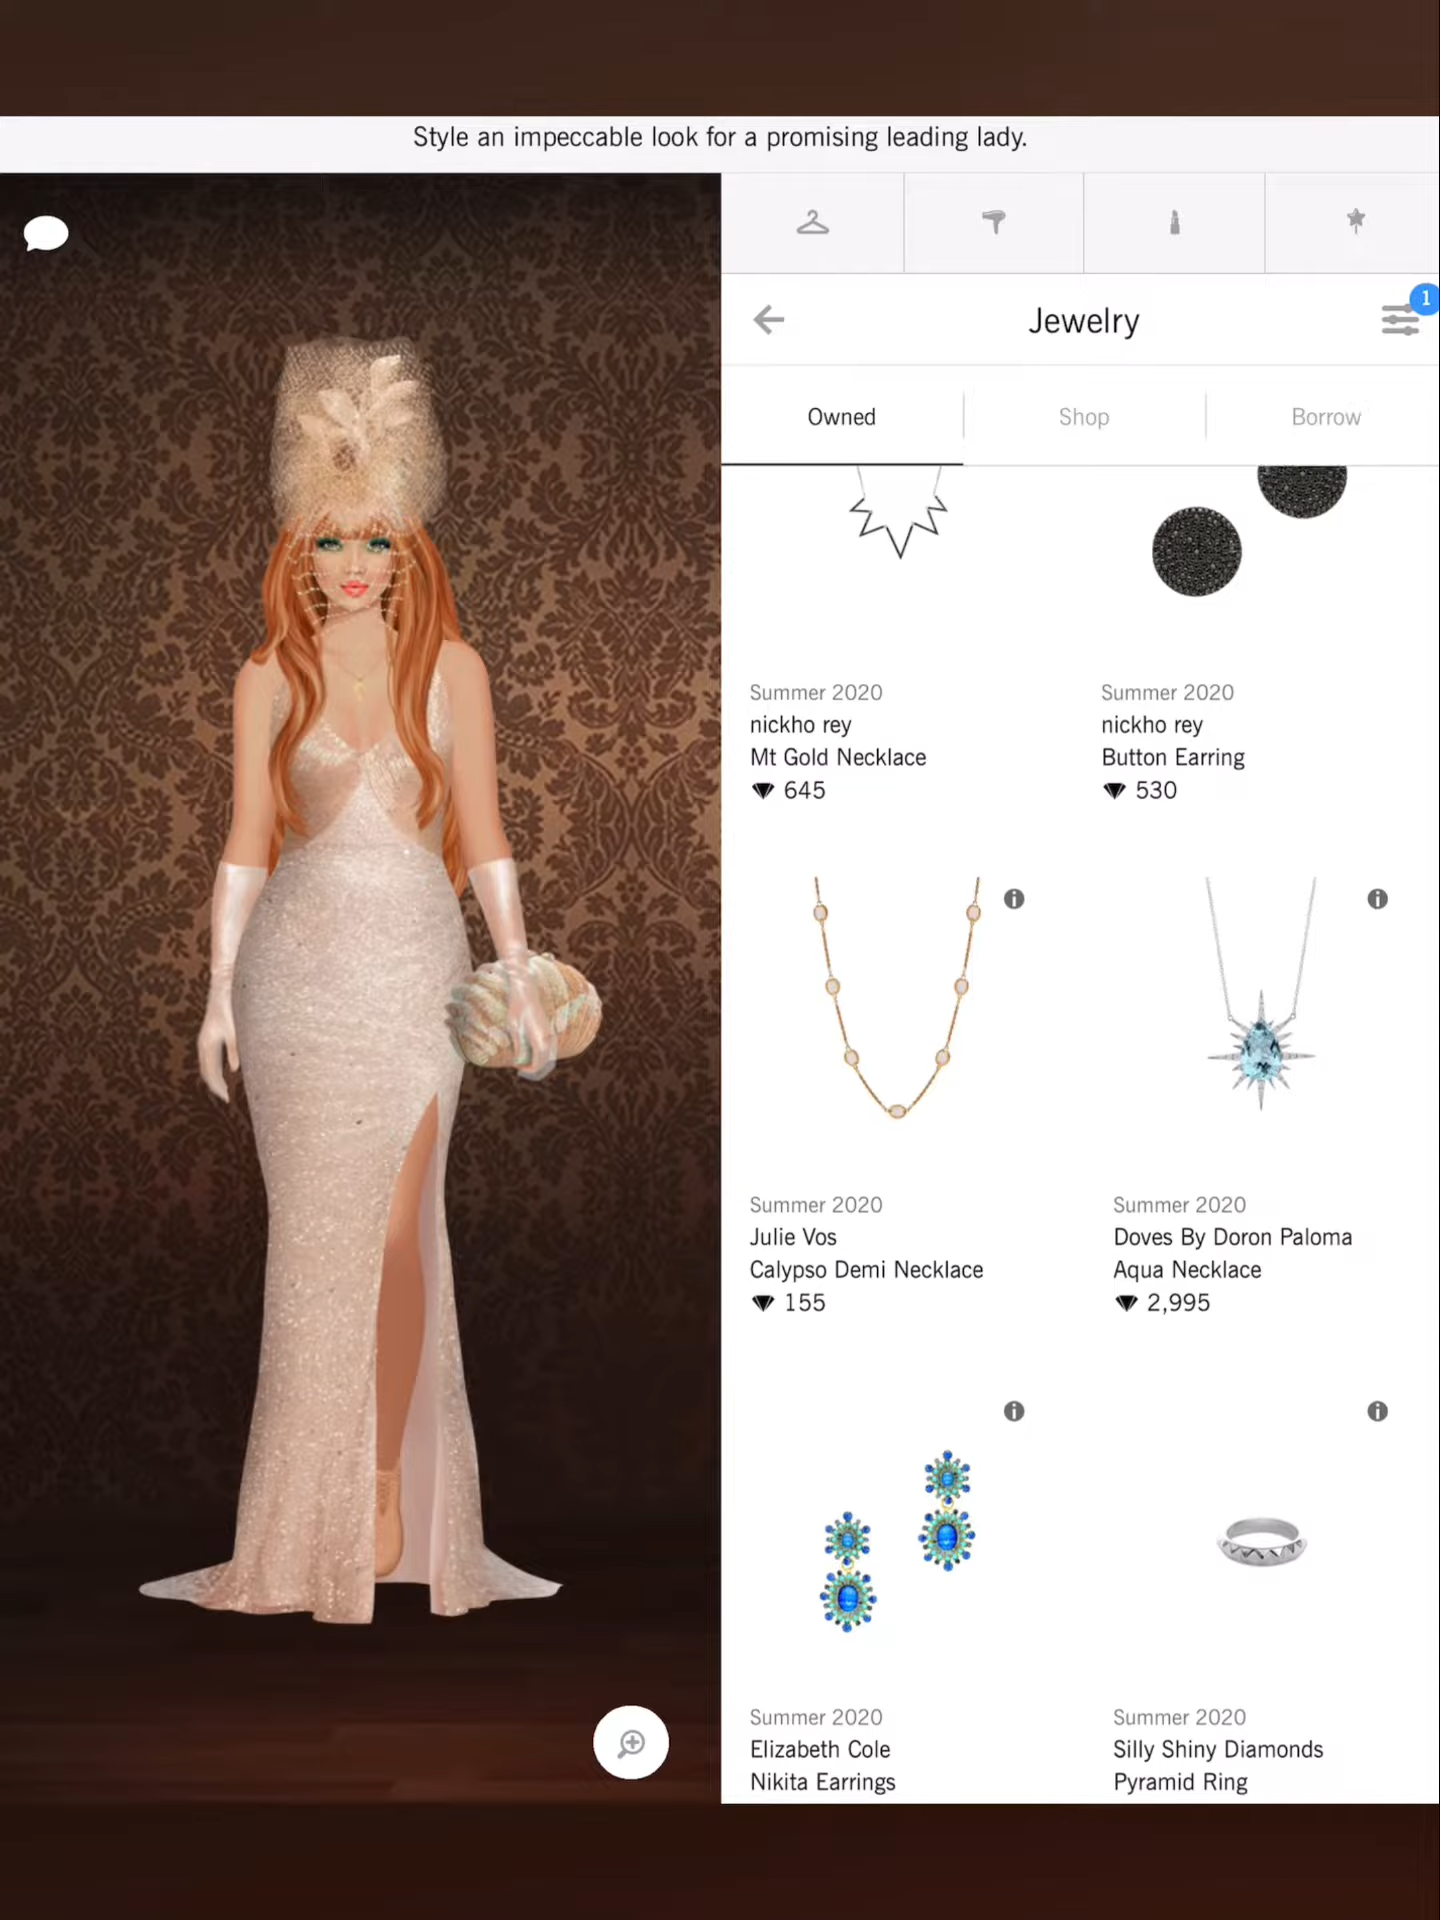 Style an impeccable look for a promising leading lady.
1
Jewelry
Owned
Shop
Borrow
Summer 2020
nickho rey
Mt Gold Necklace
645
Summer 2020
nickho rey
Button Earring
530
Summer 2020
Julie Vos
Calypso Demi Necklace
155
Summer 2020
Doves By Doron Paloma
Aqua Necklace
2,995
Summer 2020
Elizabeth Cole
Nikita Earrings
Summer 2020
Silly Shiny Diamonds
Pyramid Ring